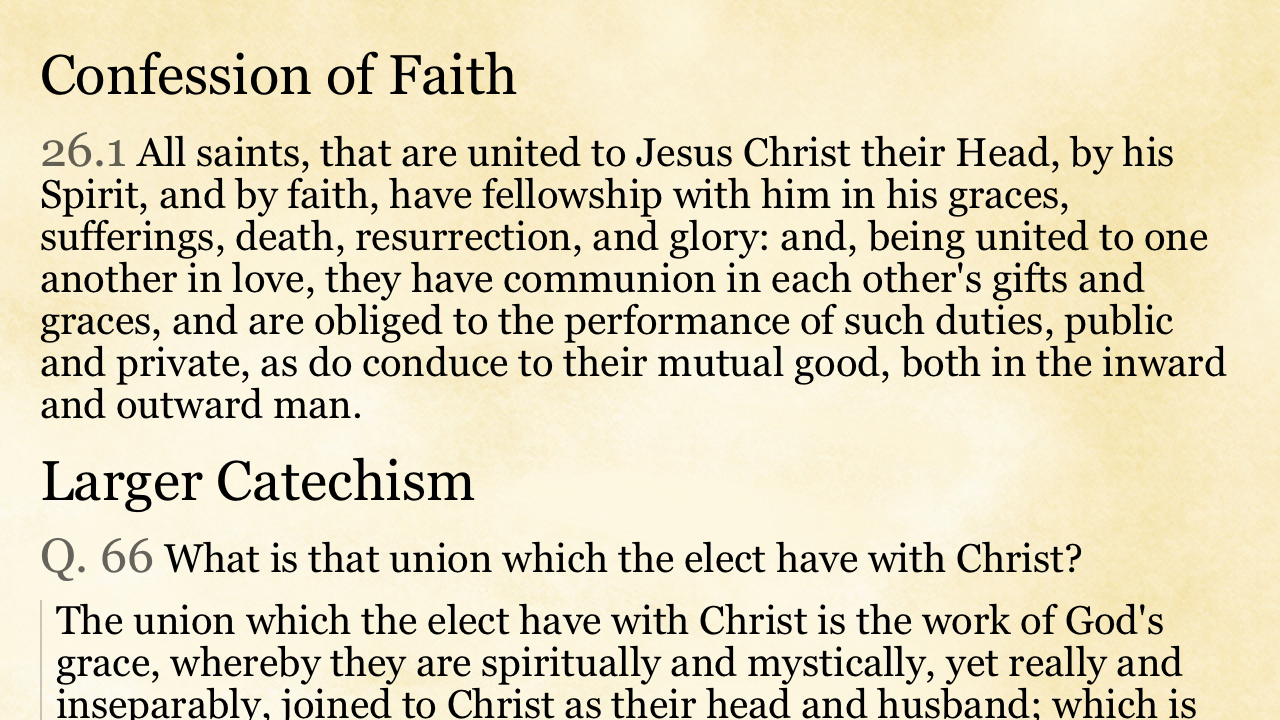 Confession of Faith
26.1 All saints, that are united to Jesus Christ their Head, by his
Spirit, and by faith, have fellowship with him in his graces,
sufferings, death, resurrection, and glory: and, being united to one
another in love, they have communion in each other's gifts and
graces, and are obliged to the performance of such duties, public
and private, as do conduce to their mutual good, both in the inward
and outward man.
Larger Catechism
Q. 66 What is that union which the elect have with Christ?
The union which the elect have with Christ is the work of God's
grace, whereby they are spiritually and mystically, yet really and
inseparably, joined to Christ as their head and husband; which is